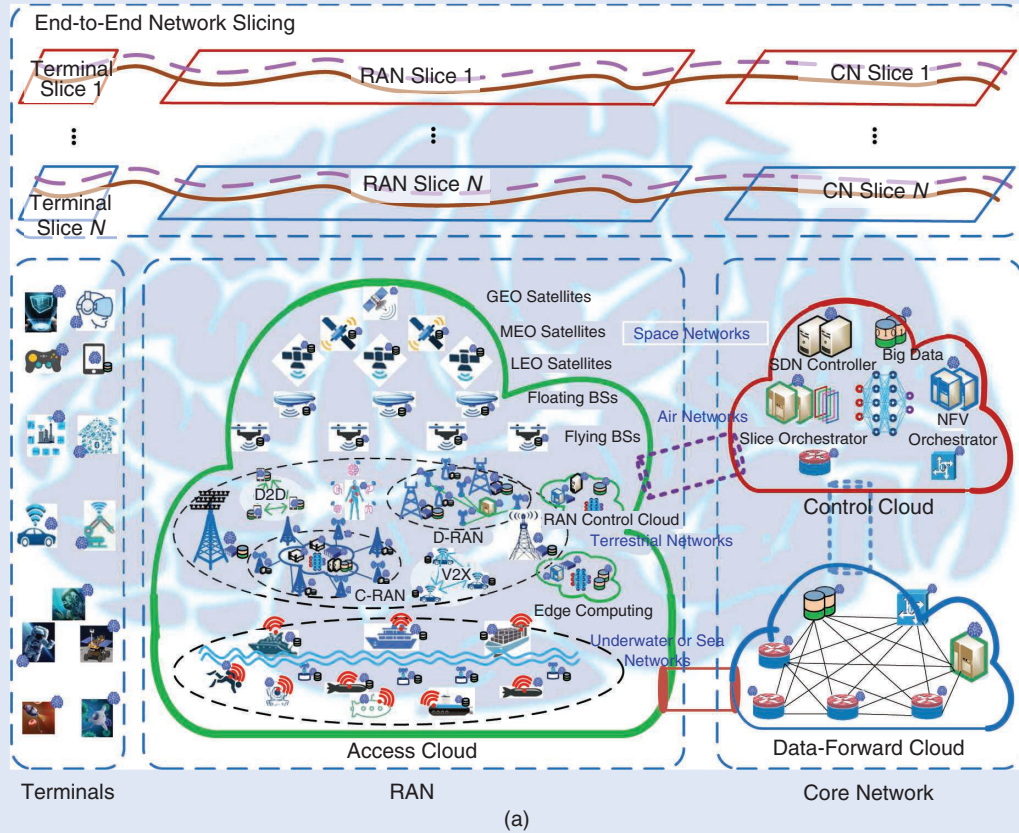 End-to-End Network Slicing
Terminal
Slice 1
RAN Slice 1
CN Slice 1
Terminal
Slice N
RAN Slice N
CN Slice N
GEO Satellites
MEO Satellites
LEO Satellites
Floating BSs
Flying BSs
Space Networks
Air Networks
D2D
D-RAN
C-RAN
V2X
RAN Control Cloud
Terrestrial Networks
Edge Computing
Underwater or Sea
Networks
Access Cloud
SDN Controller
Big Data
Slice Orchestrator
NFV
Orchestrator
Control Cloud
Data-Forward Cloud
Terminals
RAN
Core Network
(a)